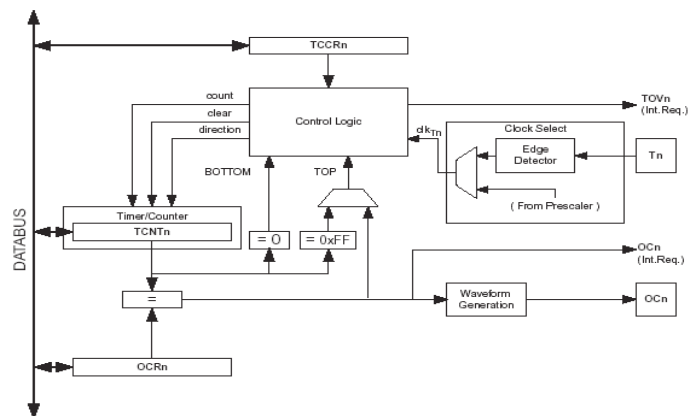 TCCRn
count
clear
direction
Control Logic
TOVn
(Int.Req.)
clkTn
Clock Select
Edge
Detector
Tn
( From Prescaler )
BOTTOM
TOP
Timer/Counter
TCNTn
= 0
= 0xFF
OCn
(Int.Req.)
=
Waveform
Generation
OCn
OCRn
DATABUS